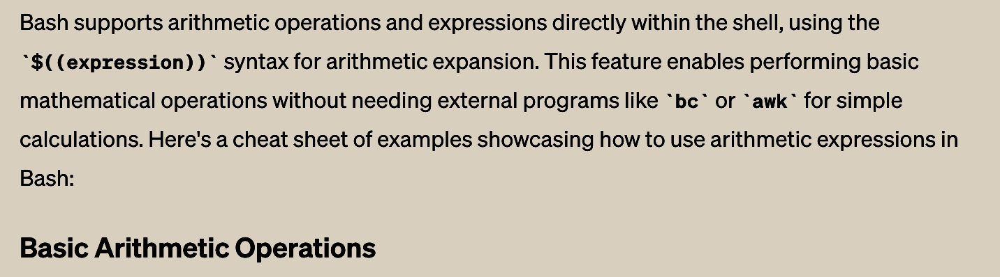 Bash supports arithmetic operations and expressions directly within the shell, using the
`$((expression))` syntax for arithmetic expansion. This feature enables performing basic
mathematical operations without needing external programs like `bc` or `awk` for simple
calculations. Here's a cheat sheet of examples showcasing how to use arithmetic expressions in
Bash:
Basic Arithmetic Operations